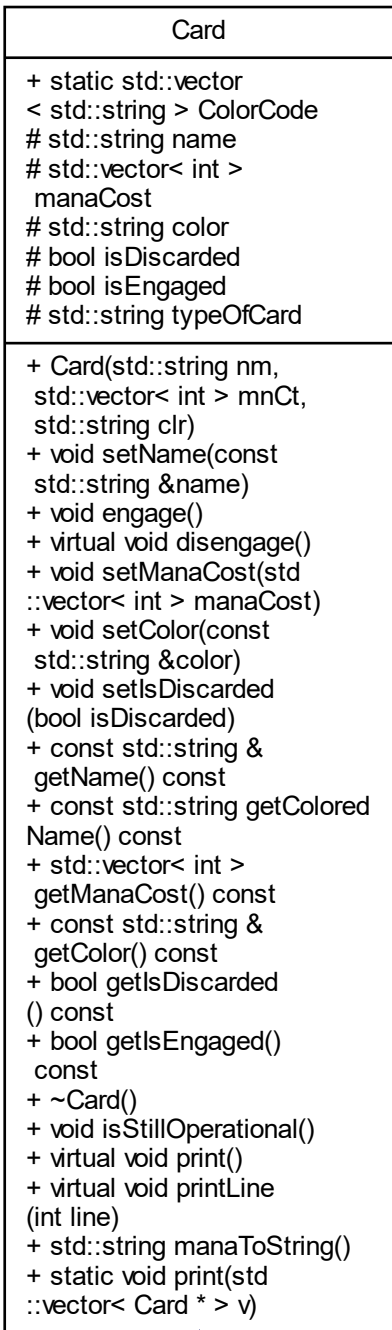 Card
+ static std::vector
< std::string > ColorCode
# std::string name
# std::vector< int >
manaCost
# std::string color
# bool isDiscarded
# bool isEngaged
# std::string typeOfCard
+ Card(std::string nm,
std::vector< int > mnCt,
std::string clr)
+ void setName(const
std::string &name)
+ void engage()
+ virtual void disengage()
+ void setManaCost(std
::vector< int > manaCost)
+ void setColor(const
std::string &color)
+ void setIsDiscarded
(bool isDiscarded)
+ const std::string &
getName() const
+ const std::string getColored
Name() const
+ std::vector< int >
getManaCost() const
+ const std::string &
getColor() const
+ bool getIsDiscarded
() const
+ bool getIsEngaged()
const
+ ~Card()
+ void isStillOperational()
+ virtual void print()
+ virtual void printLine
(int line)
+ std::string manaToString()
+ static void print(std
::vector< Card * > v)